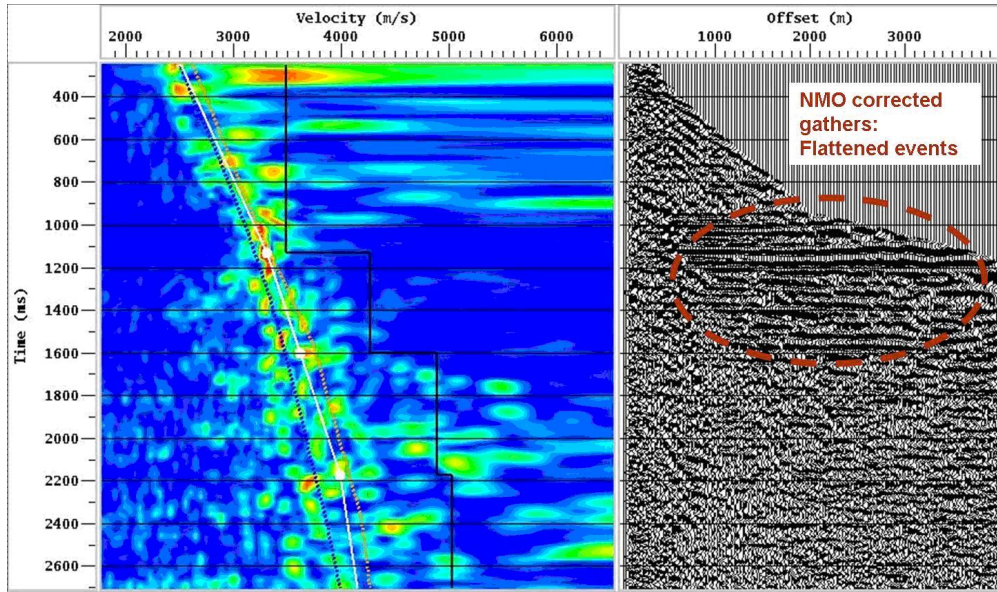 Velocity (m/s)
2000 3000 4000 5000 6000
Offset (m)
1000 2000 3000
Time (ms)
400
600
800
1000
1200
1400
1600
1800
2000
2200
2400
2600
NMO corrected
gathers:
Flattened events